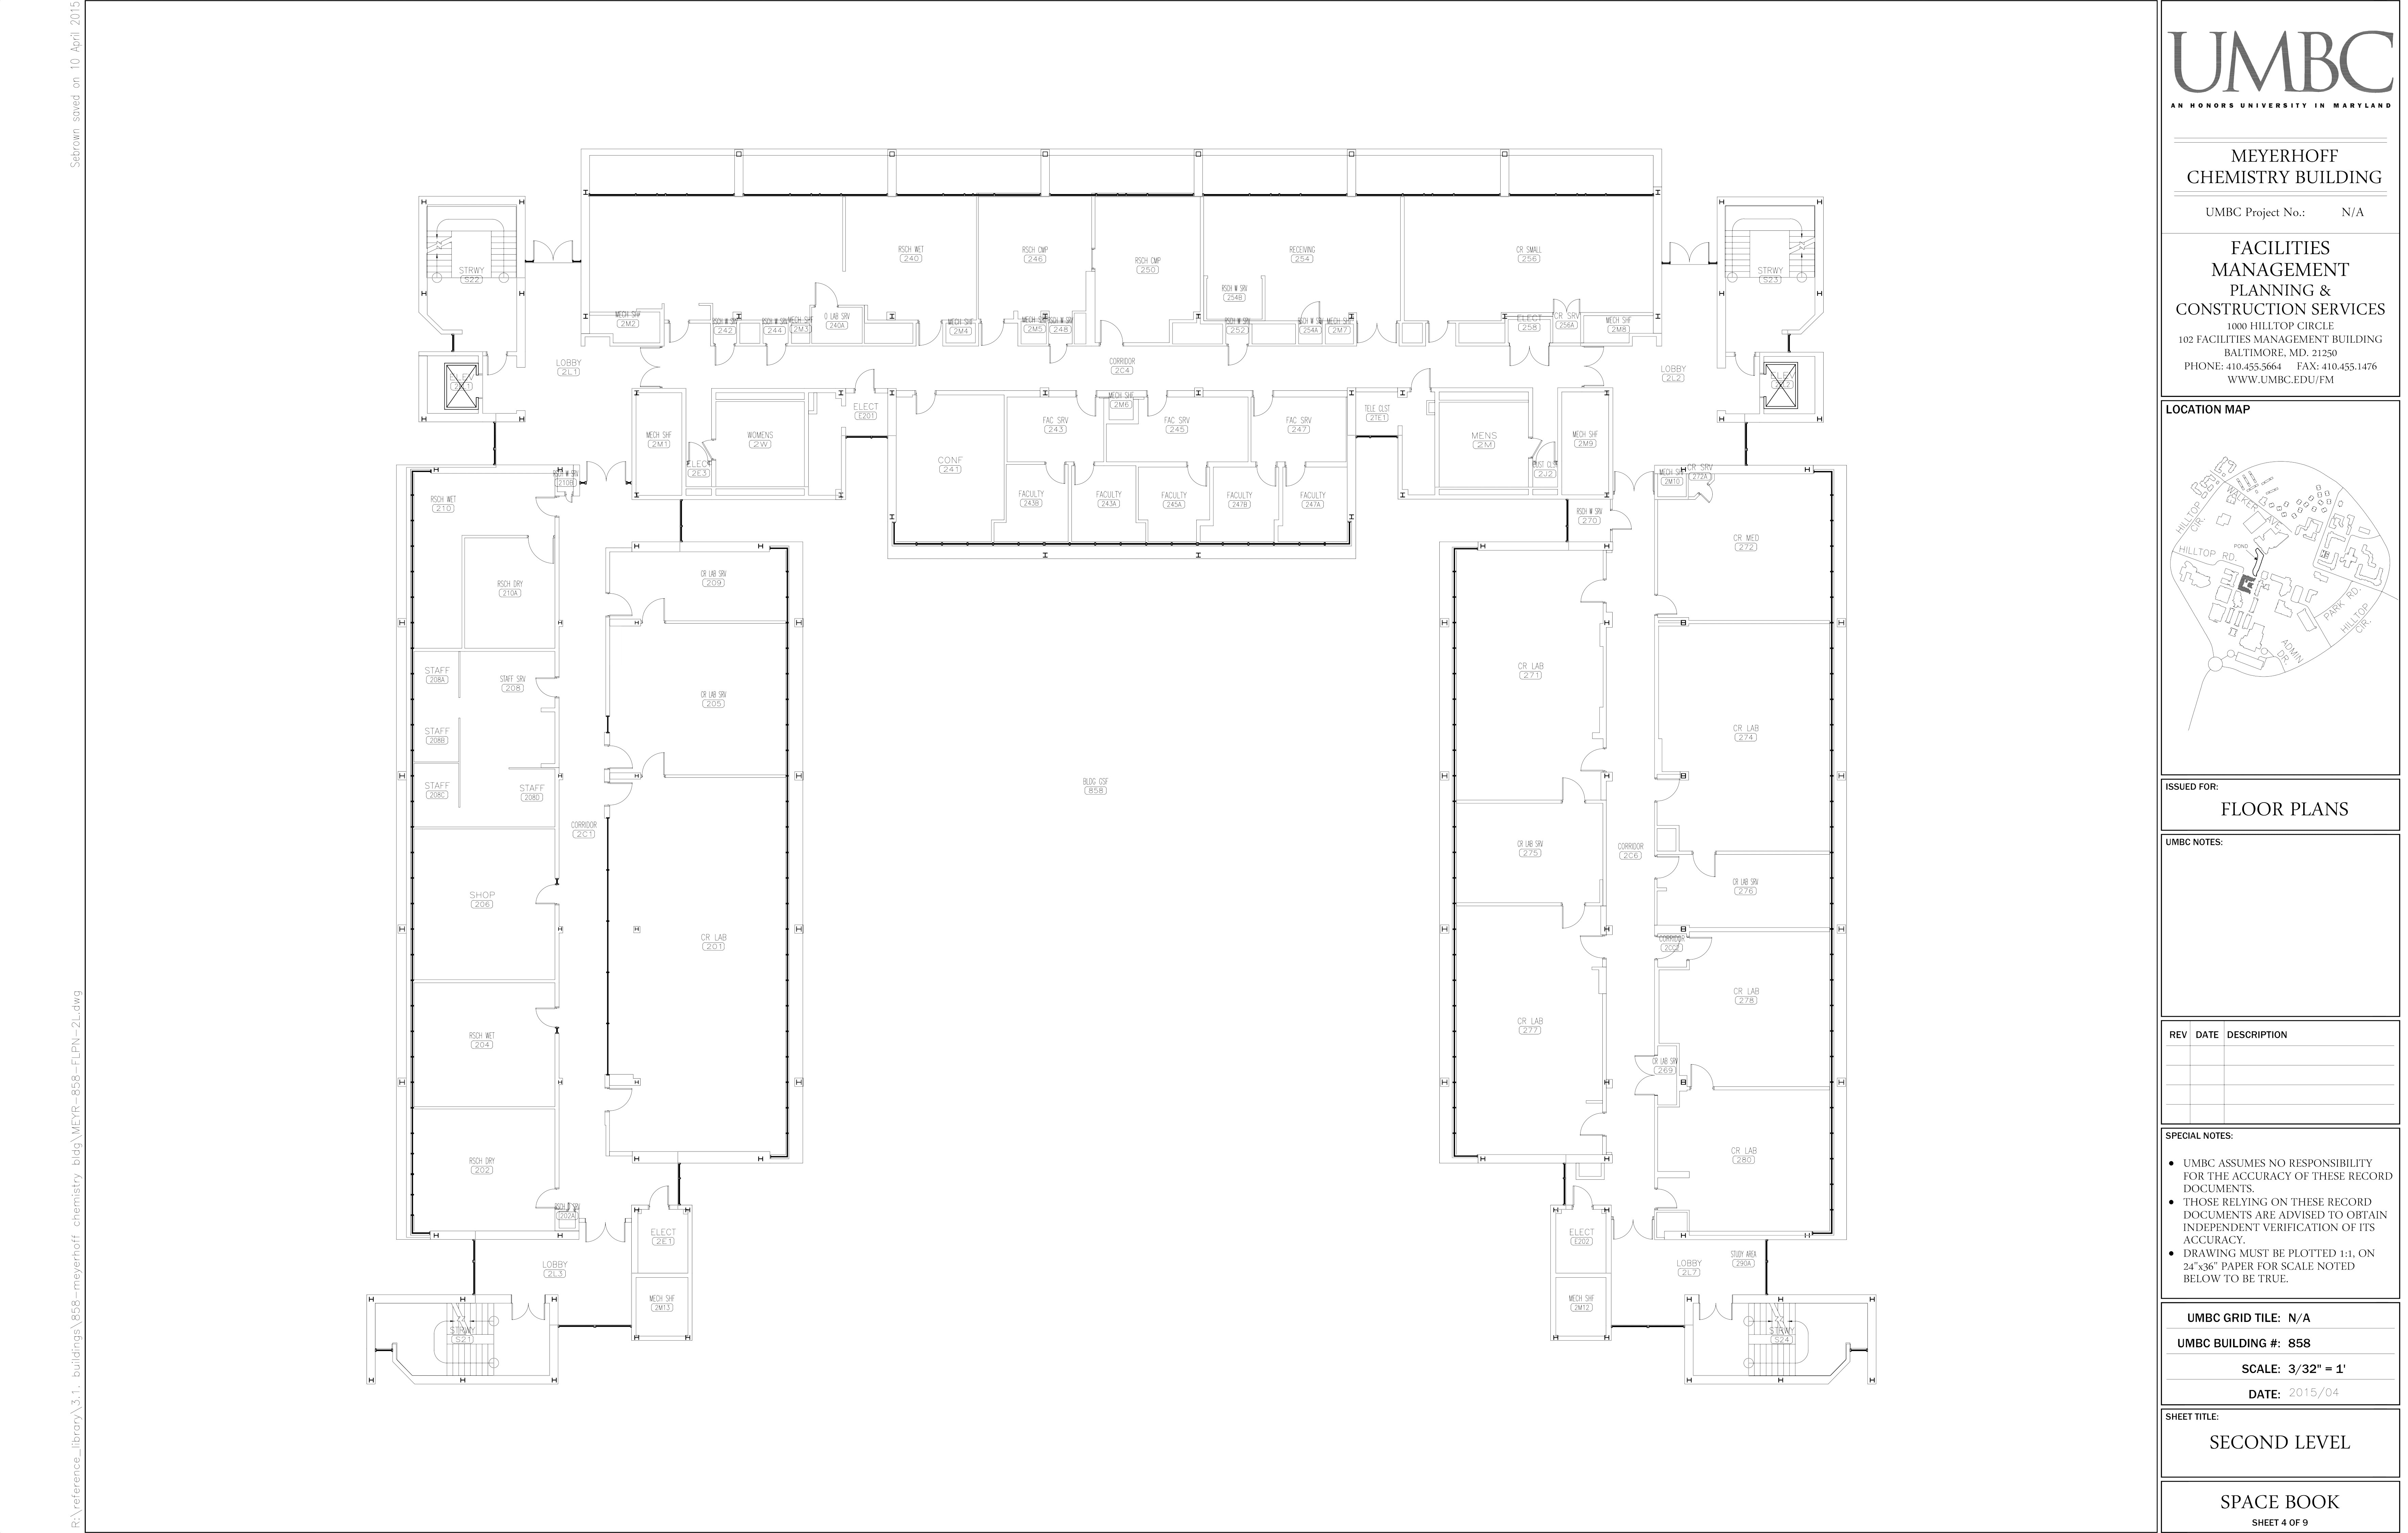 Sebrown saved on 10 April 2015
R:\reference_library\3.1. buildings\858-meyerhoff chemistry bldg\MEYR-858-FLPN-2L.dwg
STRWY
S22
RSCH WET
240
RSCH CMP
246
RSCH CMP
250
RECEIVING
254
CR SMALL
256
STRWY
S23
RSCH W SRV
254B
MECH SHF
2M2
242
244
MECH SHF
2M3
O LAB SRV
240A
MECH SHF
2M4
2M5
248
RSCH W SRV
252
254A
MECH SHF
2M7
ELECT
258
CR SRV
256A
MECH SHF
2M8
LOBBY
2L1
CORRIDOR
2C4
LOBBY
2L2
ELECT
E201
MECH SHF
2M6
TELE CLST
2TE1
MECH SHF
2M1
WOMENS
2W
FAC SRV
243
FAC SRV
245
FAC SRV
247
MENS
2M
MECH SHF
2M9
ELECT
2E3
CONF
241
2J2
RSCH W SRV
210B
FACULTY
243B
FACULTY
243A
FACULTY
245A
FACULTY
247B
FACULTY
247A
MECH SHF
2M10
CR SRV
272A
RSCH WET
210
RSCH W SRV
270
CR MED
272
CR LAB SRV
209
RSCH DRY
210A
STAFF
208A
STAFF SRV
208
CR LAB SRV
205
CR LAB
271
STAFF
208B
CR LAB
274
STAFF
208C
STAFF
208D
BLDG GSF
858
CORRIDOR
2C1
CR LAB SRV
275
CORRIDOR
2C6
SHOP
206
CR LAB SRV
276
CR LAB
201
CORRIDOR
CR LAB
278
CR LAB
277
RSCH WET
204
CR LAB SRV
269
RSCH DRY
202
CR LAB
280
202A
ELECT
2E1
ELECT
E202
LOBBY
2L3
LOBBY
2L7
STUDY AREA
290A
MECH SHF
2M13
MECH SHF
2M12
STRWY
S21
STRWY
S24
UMBC
AN HONORS UNIVERSITY IN MARYLAND
MEYERHOFF
CHEMISTRY BUILDING
UMBC Project No.: N/A
FACILITIES
MANAGEMENT
PLANNING &
CONSTRUCTION SERVICES
1000 HILLTOP CIRCLE
102 FACILITIES MANAGEMENT BUILDING
BALTIMORE, MD. 21250
PHONE: 410.455.5664 FAX: 410.455.1476
WWW.UMBC.EDU/FM
LOCATION MAP
WALKER AVE.
HILLTOP CIR.
POND
HILLTOP RD.
PARK RD.
HILLTOP CIR.
ADMIN DR.
ISSUED FOR:
FLOOR PLANS
UMBC NOTES:
REV DATE DESCRIPTION
SPECIAL NOTES:
● UMBC ASSUMES NO RESPONSIBILITY
FOR THE ACCURACY OF THESE RECORD
DOCUMENTS.
● THOSE RELYING ON THESE RECORD
DOCUMENTS ARE ADVISED TO OBTAIN
INDEPENDENT VERIFICATION OF ITS
ACCURACY.
● DRAWING MUST BE PLOTTED 1:1, ON
24"x36" PAPER FOR SCALE NOTED
BELOW TO BE TRUE.
UMBC GRID TILE: N/A
UMBC BUILDING #: 858
SCALE: 3/32" = 1'
DATE: 2015/04
SHEET TITLE:
SECOND LEVEL
SPACE BOOK
SHEET 4 OF 9